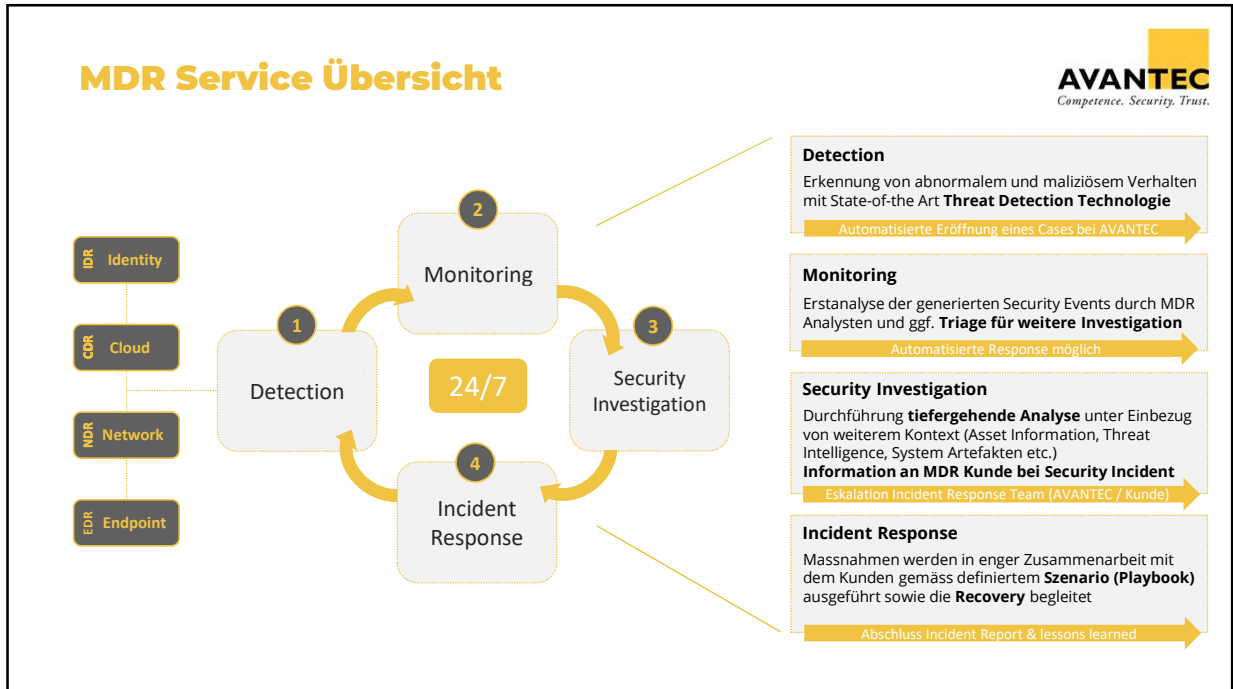 MDR Service Übersicht
AVANTEC
Competence. Security. Trust.
IDR
Identity
CDR
Cloud
NDR
Network
EDR
Endpoint
1
Detection
2
Monitoring
3
Security
Investigation
4
Incident
Response
24/7
Detection
Erkennung von abnormalem und maliziösem Verhalten
mit State-of-the Art Threat Detection Technologie
Automatisierte Eröffnung eines Cases bei AVANTEC
Monitoring
Erstanalyse der generierten Security Events durch MDR
Analysten und ggf. Triage für weitere Investigation
Automatisierte Response möglich
Security Investigation
Durchführung tiefergehende Analyse unter Einbezug
von weiterem Kontext (Asset Information, Threat
Intelligence, System Artefakten etc.)
Information an MDR Kunde bei Security Incident
Eskalation Incident Response Team (AVANTEC / Kunde)
Incident Response
Massnahmen werden in enger Zusammenarbeit mit
dem Kunden gemäss definiertem Szenario (Playbook)
ausgeführt sowie die Recovery begleitet
Abschluss Incident Report & lessons learned